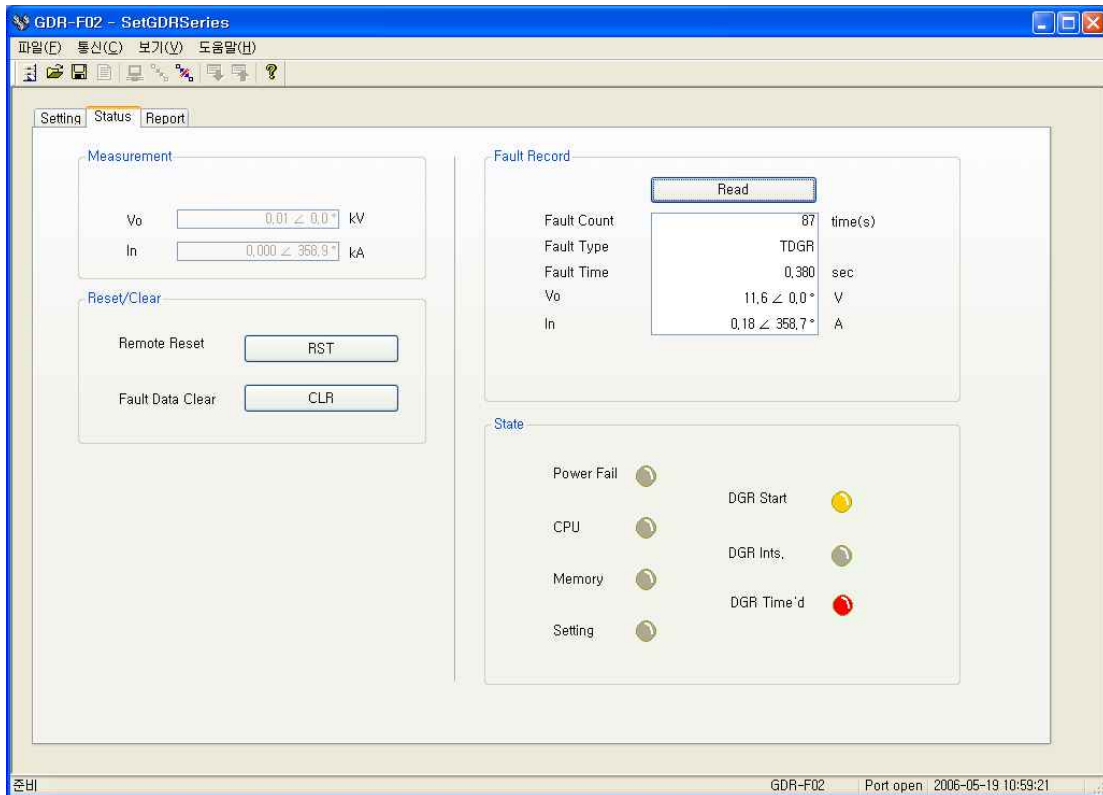 GDR-F02 - SetGDRSeries
파일(F) 통신(C) 보기(V) 도움말(H)
Setting Status Report
Measurement
Vo 0,01 ∠ 0,0 ° kV
In 0,000 ∠ 358,9 ° kA
Reset/Clear
Remote Reset RST
Fault Data Clear CLR
Fault Record
Read
Fault Count 87 time(s)
Fault Type TDGR
Fault Time 0,380 sec
Vo 11,6 ∠ 0,0 ° V
In 0,18 ∠ 358,7 ° A
State
Power Fail
CPU
Memory
Setting
DGR Start
DGR Ints,
DGR Time'd
준비 GDR-F02 Port open 2006-05-19 10:59:21